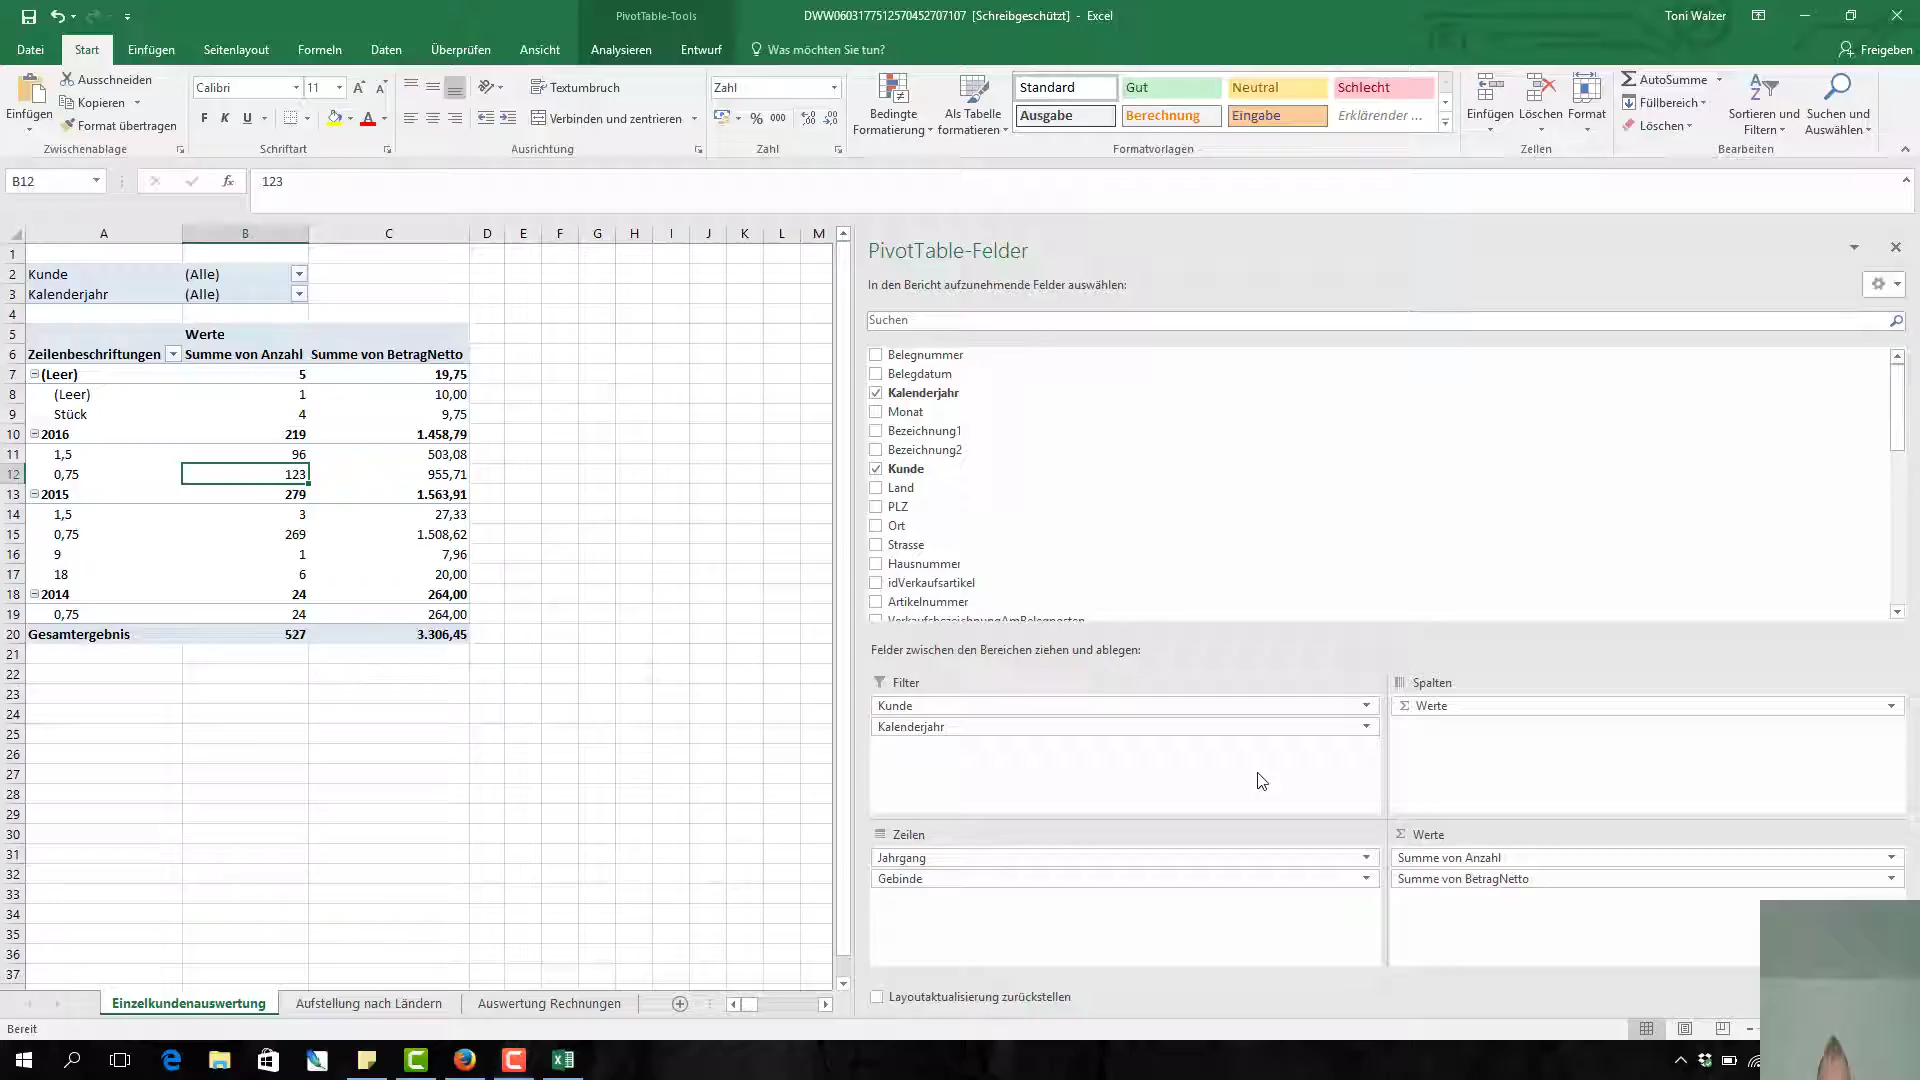 PivotTable-Tools
DWW0603177512570452707107 [Schreibgeschützt] - Excel
Toni Walzer
Datei Start Einfügen Seitenlayout Formeln Daten Überprüfen Ansicht Analysieren Entwurf Was möchten Sie tun? Freigeben
Einfügen
Ausschneiden
Kopieren
Format übertragen
Zwischenablage
Calibri 11
F K U
Schriftart
Textumbruch
Verbinden und zentrieren
Ausrichtung
Zahl
% 000
Zahl
Bedingte Formatierung
Als Tabelle formatieren
Standard Gut Neutral Schlecht
Ausgabe Berechnung Eingabe Erklärender ...
Formatvorlagen
Einfügen Löschen Format
Zellen
AutoSumme
Füllbereich
Löschen
Sortieren und Filtern
Suchen und Auswählen
Bearbeiten
B12 fx 123
A B C D E F G H I J K L M
1
2 Kunde (Alle)
3 Kalenderjahr (Alle)
4
5 Werte
6 Zeilenbeschriftungen Summe von Anzahl Summe von BetragNetto
7 (Leer) 5 19,75
8 (Leer) 1 10,00
9 Stück 4 9,75
10 2016 219 1.458,79
11 1,5 96 503,08
12 0,75 123 955,71
13 2015 279 1.563,91
14 1,5 3 27,33
15 0,75 269 1.508,62
16 9 1 7,96
17 18 6 20,00
18 2014 24 264,00
19 0,75 24 264,00
20 Gesamtergebnis 527 3.306,45
21
22
23
24
25
26
27
28
29
30
31
32
33
34
35
36
37
PivotTable-Felder
In den Bericht aufzunehmende Felder auswählen:
Suchen
Belegnummer
Belegdatum
Kalenderjahr
Monat
Bezeichnung1
Bezeichnung2
Kunde
Land
PLZ
Ort
Strasse
Hausnummer
idVerkaufsartikel
Artikelnummer
VerkaufsbezeichnungAmBelegposten
Felder zwischen den Bereichen ziehen und ablegen:
Filter
Kunde
Kalenderjahr
Spalten
Σ Werte
Zeilen
Jahrgang
Gebinde
Σ Werte
Summe von Anzahl
Summe von BetragNetto
Layoutaktualisierung zurückstellen
Einzelkundenauswertung Aufstellung nach Ländern Auswertung Rechnungen
Bereit